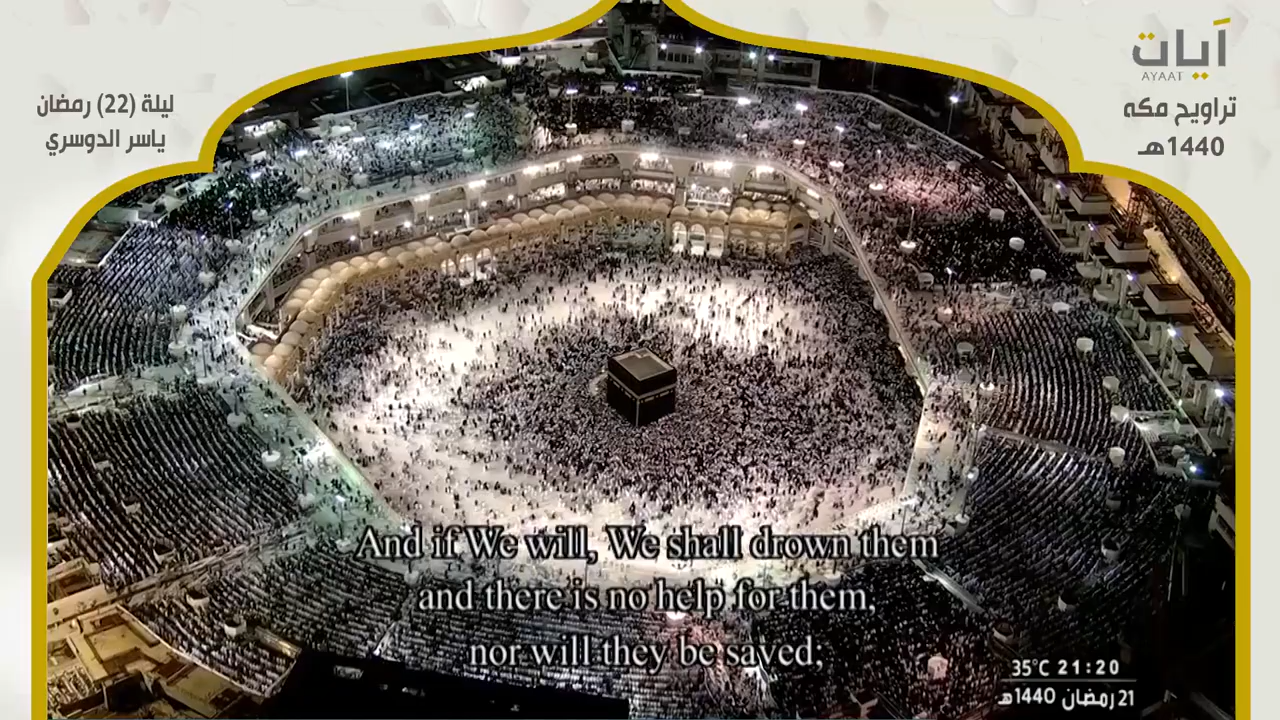 ليلة (22) رمضان
ياسر الدوسري
آيات
AYAAT
تراويح مكه
1440هـ
And if We will, We shall drown them
and there is no help for them,
nor will they be saved;
35°C 21:20
21 رمضان 1440هـ